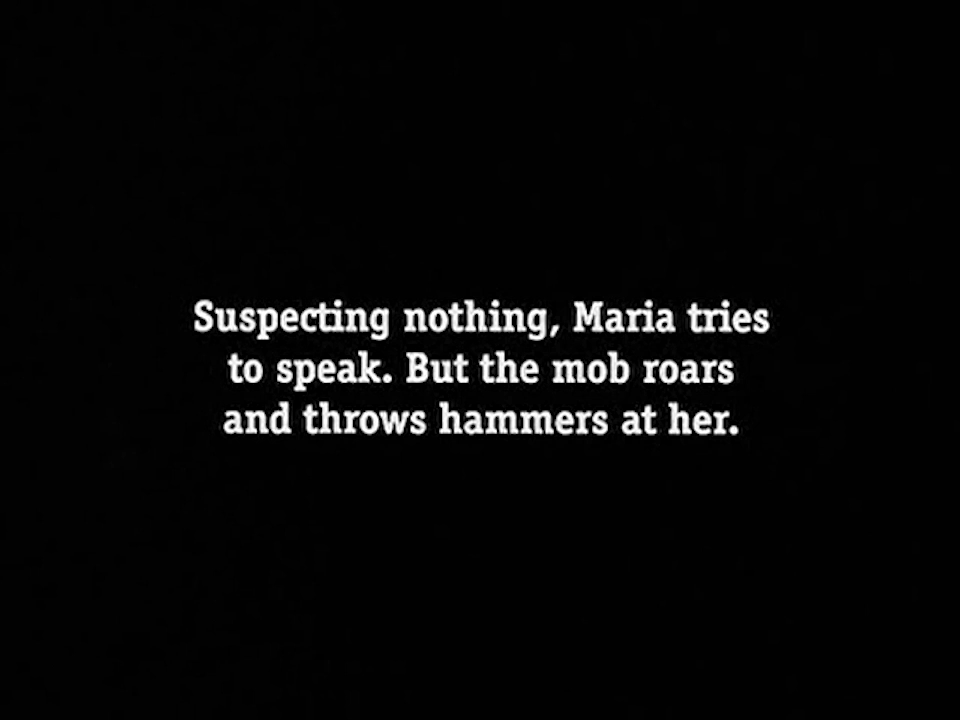 Suspecting nothing, Maria tries
to speak. But the mob roars
and throws hammers at her.